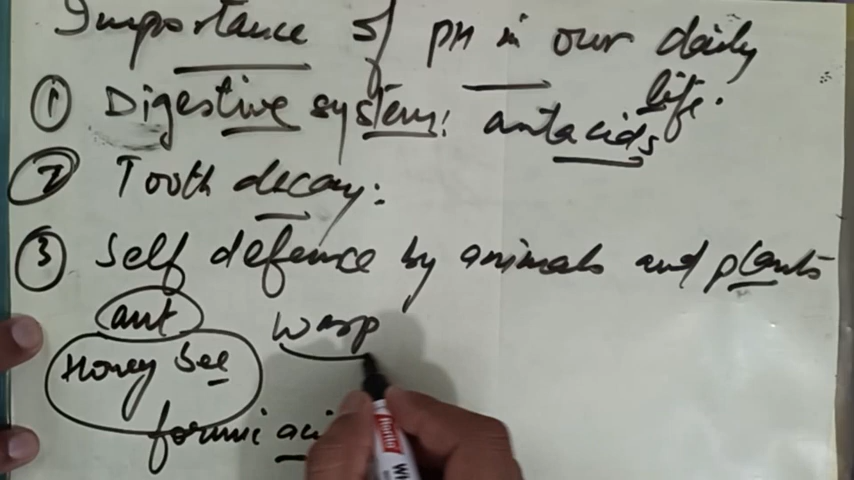 Importance of pH in our daily
life.
① Digestive system: antacids
② Tooth decay:
③ Self defence by animals and plants
ant wasp
Honey bee
formic aci